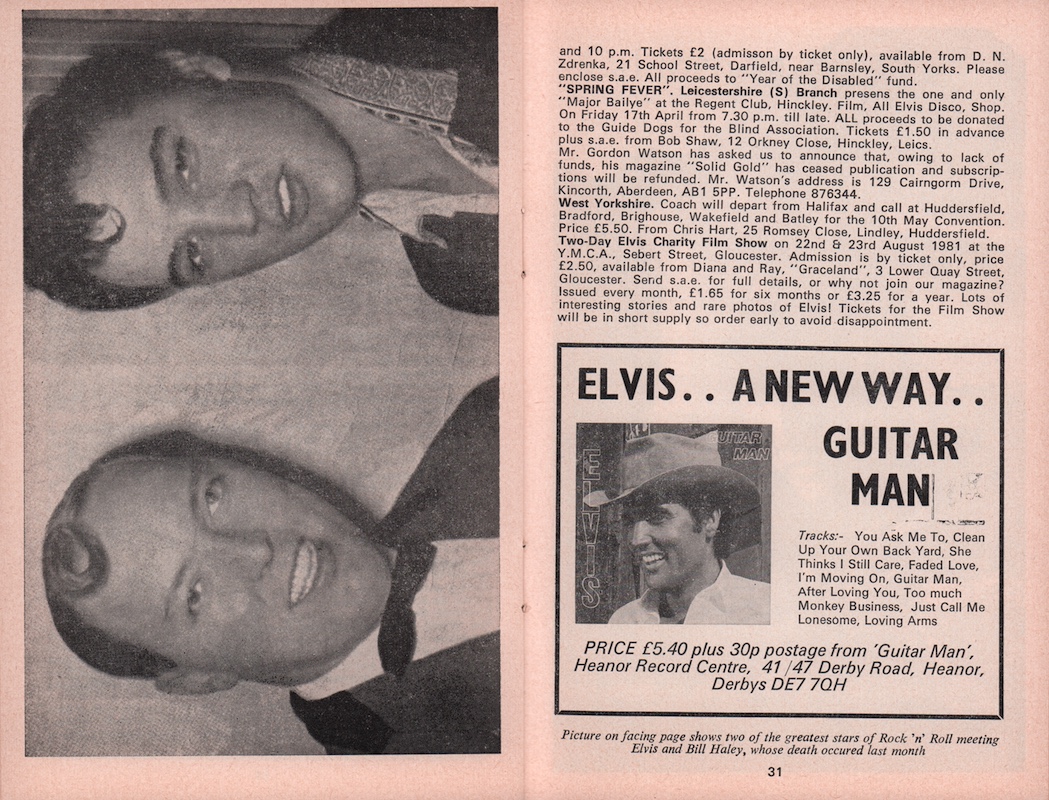 and 10 p.m. Tickets £2 (admisson by ticket only), available from D. N.
Zdrenka, 21 School Street, Darfield, near Barnsley, South Yorks. Please
enclose s.a.e. All proceeds to "Year of the Disabled" fund.
"SPRING FEVER". Leicestershire (S) Branch presens the one and only
"Major Bailye" at the Regent Club, Hinckley. Film, All Elvis Disco, Shop.
On Friday 17th April from 7.30 p.m. till late. ALL proceeds to be donated
to the Guide Dogs for the Blind Association. Tickets £1.50 in advance
plus s.a.e. from Bob Shaw, 12 Orkney Close, Hinckley, Leics.
Mr. Gordon Watson has asked us to announce that, owing to lack of
funds, his magazine "Solid Gold" has ceased publication and subscrip-
tions will be refunded. Mr. Watson's address is 129 Cairngorm Drive,
Kincorth, Aberdeen, AB1 5PP. Telephone 876344.
West Yorkshire. Coach will depart from Halifax and call at Huddersfield,
Bradford, Brighouse, Wakefield and Batley for the 10th May Convention.
Price £5.50. From Chris Hart, 25 Romsey Close, Lindley, Huddersfield.
Two-Day Elvis Charity Film Show on 22nd & 23rd August 1981 at the
Y.M.C.A., Sebert Street, Gloucester. Admission is by ticket only, price
£2.50, available from Diana and Ray, "Graceland", 3 Lower Quay Street,
Gloucester. Send s.a.e. for full details, or why not join our magazine?
Issued every month, £1.65 for six months or £3.25 for a year. Lots of
interesting stories and rare photos of Elvis! Tickets for the Film Show
will be in short supply so order early to avoid disappointment.
ELVIS.. A NEW WAY..
GUITAR
MAN
GUITAR
MAN
ELVIS
Tracks:- You Ask Me To, Clean
Up Your Own Back Yard, She
Thinks I Still Care, Faded Love,
I'm Moving On, Guitar Man,
After Loving You, Too much
Monkey Business, Just Call Me
Lonesome, Loving Arms
PRICE £5.40 plus 30p postage from 'Guitar Man',
Heanor Record Centre, 41/47 Derby Road, Heanor,
Derbys DE7 7QH
Picture on facing page shows two of the greatest stars of Rock 'n' Roll meeting
Elvis and Bill Haley, whose death occured last month
31